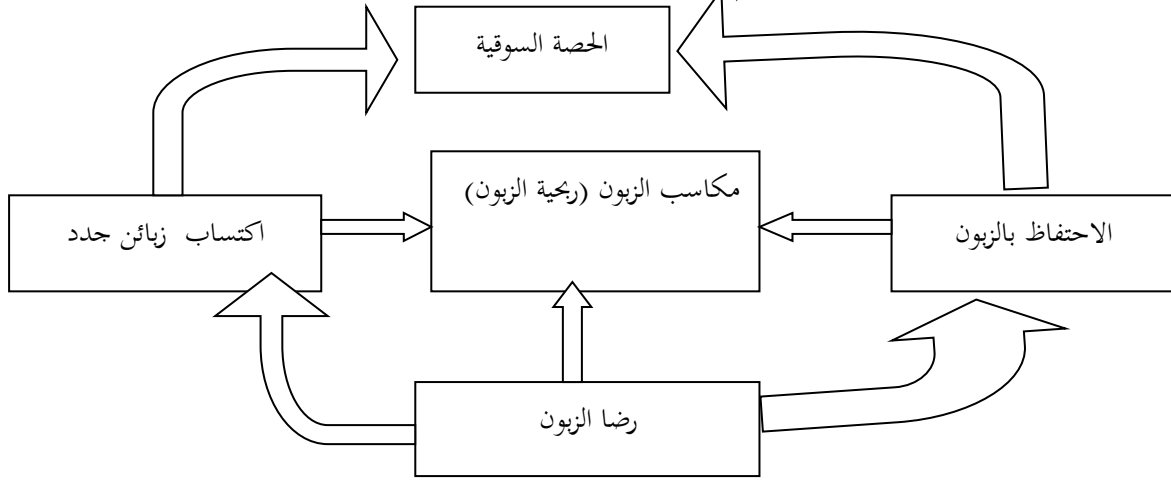 الحصة السوقية
مكاسب الزبون (ربحية الزبون)
الاحتفاظ بالزبون
اكتساب زبائن جدد
رضا الزبون